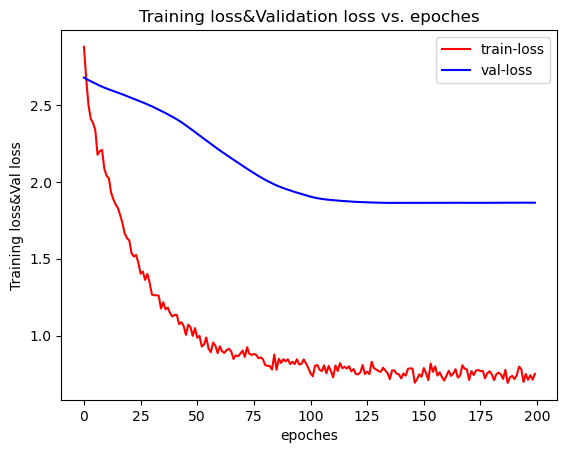 Training loss&Validation loss vs. epoches
train-loss
val-loss
Training loss&Val loss
2.5
2.0
1.5
1.0
0 25 50 75 100 125 150 175 200
epoches